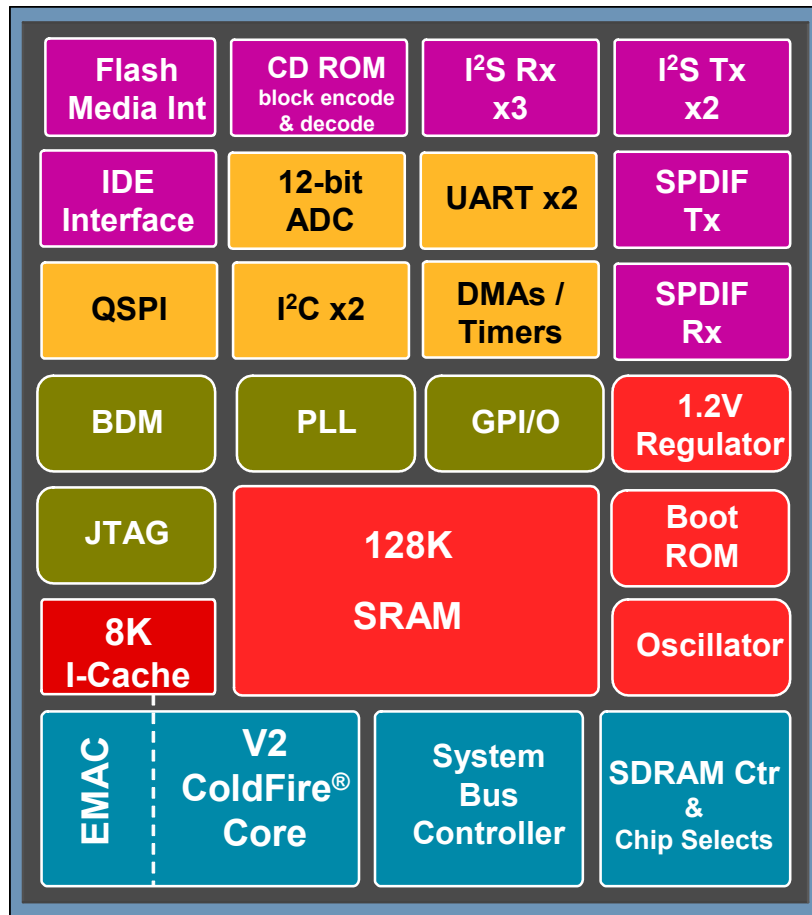 Flash
Media Int
CD ROM
block encode
& decode
I²S Rx
x3
I²S Tx
x2
IDE
Interface
12-bit
ADC
UART x2
SPDIF
Tx
QSPI
I²C x2
DMAs /
Timers
SPDIF
Rx
BDM
PLL
GPI/O
1.2V
Regulator
JTAG
128K
SRAM
Boot
ROM
8K
I-Cache
Oscillator
EMAC
V2
ColdFire®
Core
System
Bus
Controller
SDRAM Ctr
&
Chip Selects